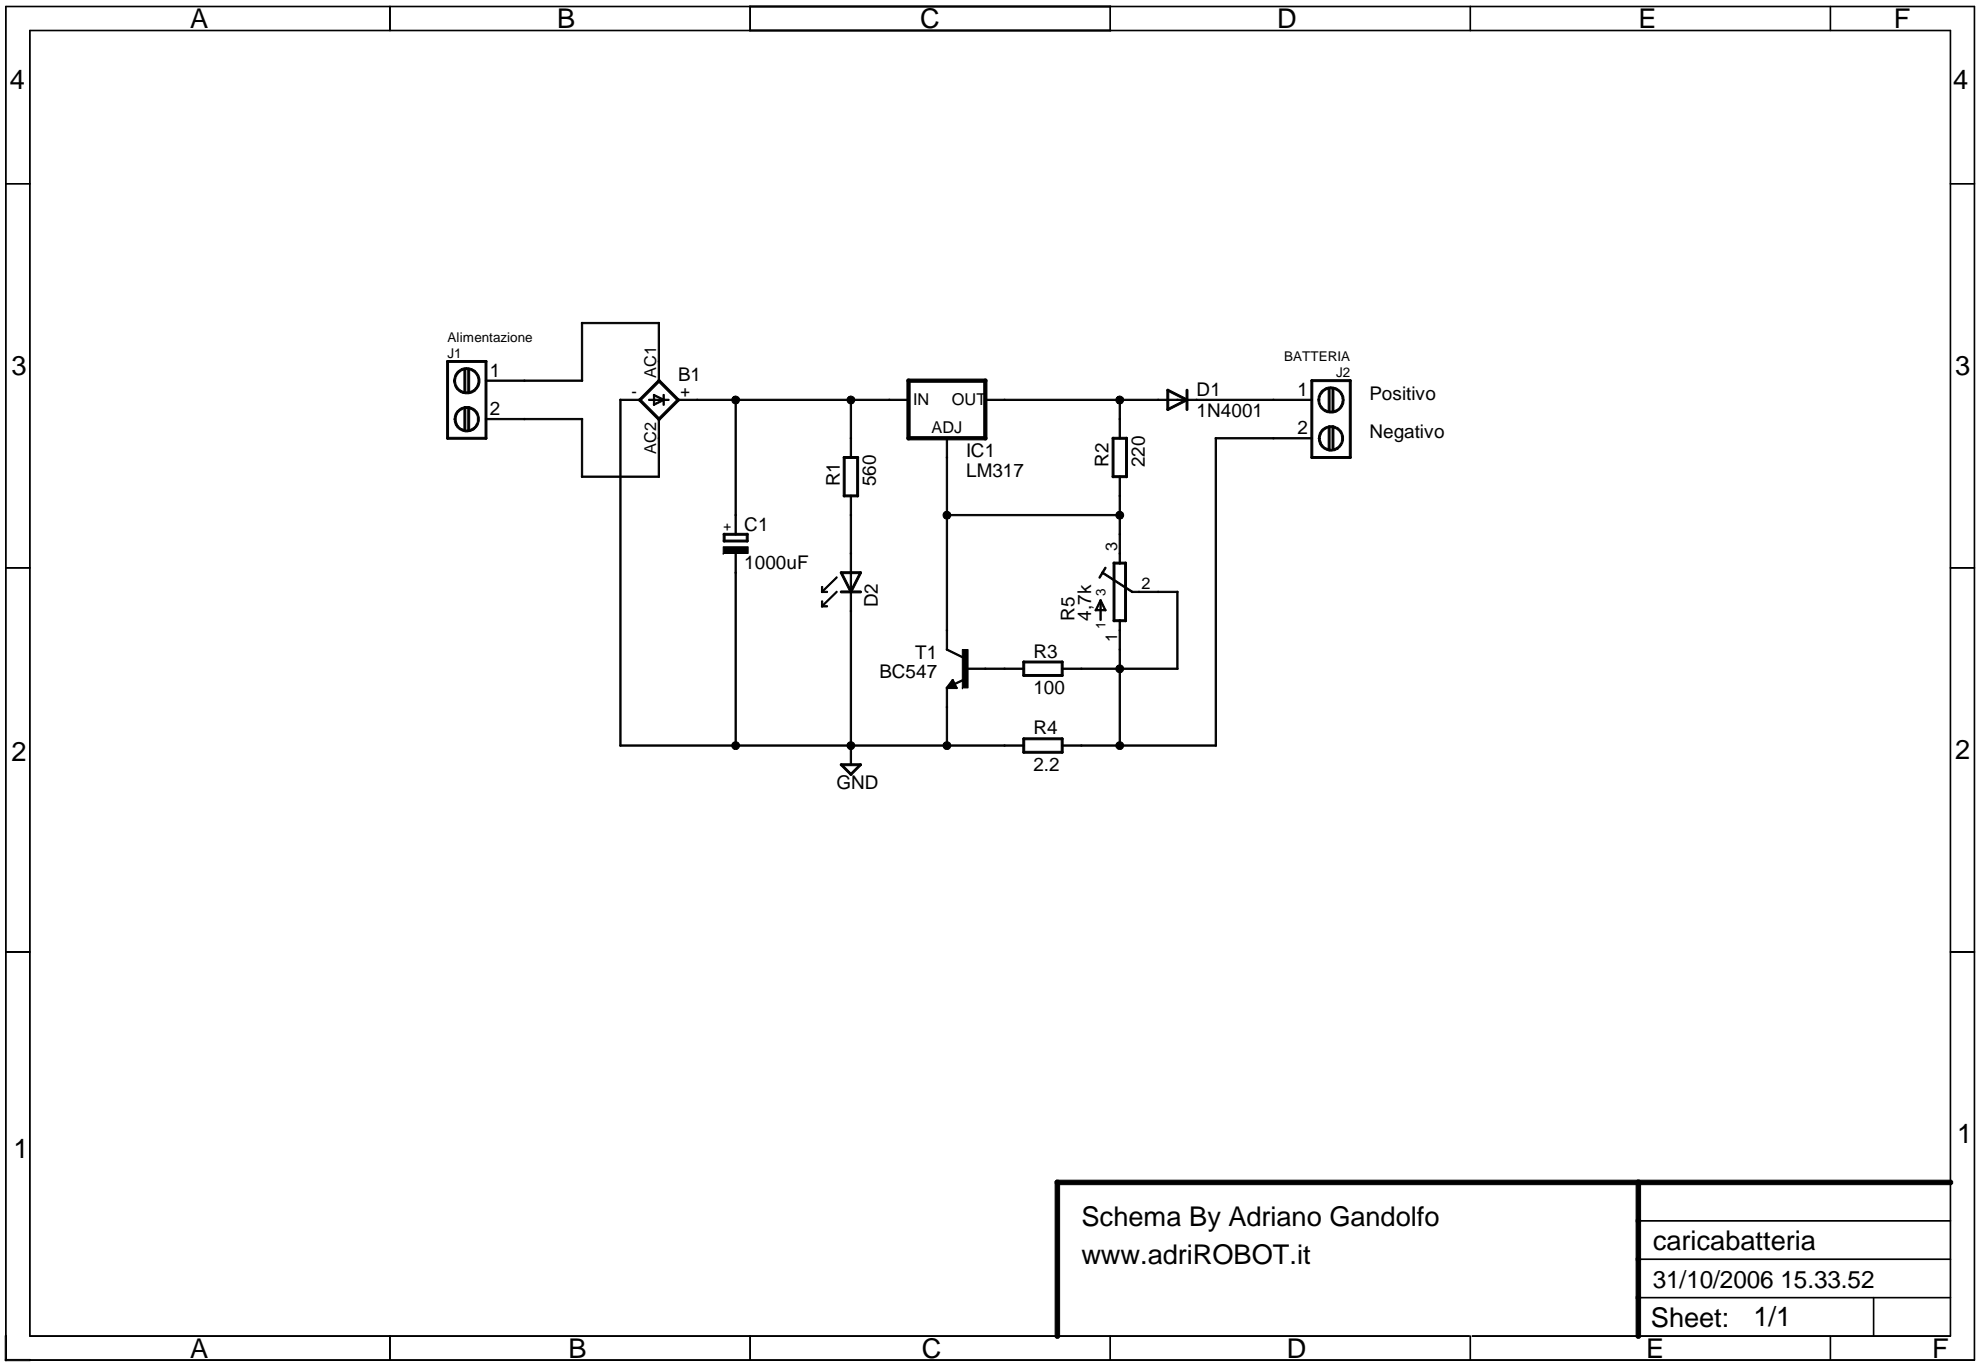 A B C D E F
4 4
3 3
2 2
1 1
Alimentazione
J1
1
2
AC1
B1
-
+
AC2
+
C1
1000uF
R1
560
D2
IN OUT
ADJ
IC1
LM317
R2
220
D1
1N4001
BATTERIA
J2
1
2
Positivo
Negativo
3
2
R5
4,7k
1
3
1
T1
BC547
R3
100
R4
2.2
GND
Schema By Adriano Gandolfo
www.adriROBOT.it
caricabatteria
31/10/2006 15.33.52
Sheet: 1/1
A B C D E F